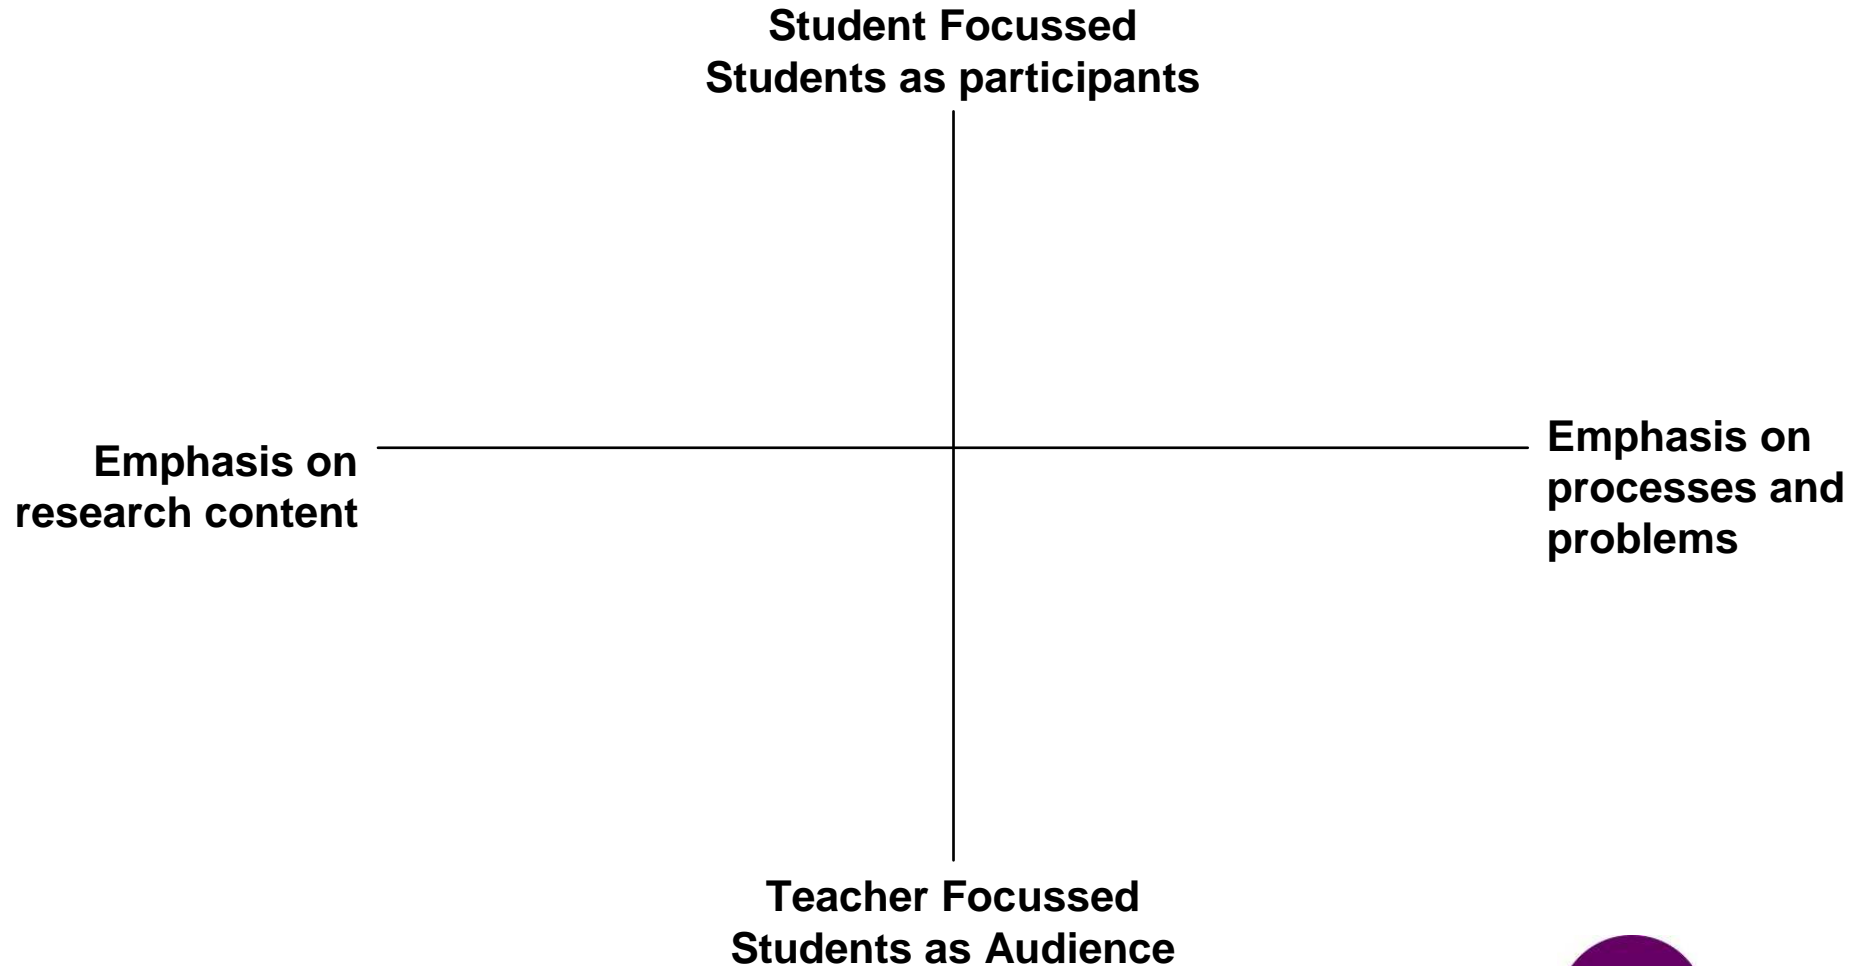 Student Focussed
Students as participants
Emphasis on
research content
Emphasis on
processes and
problems
Teacher Focussed
Students as Audience